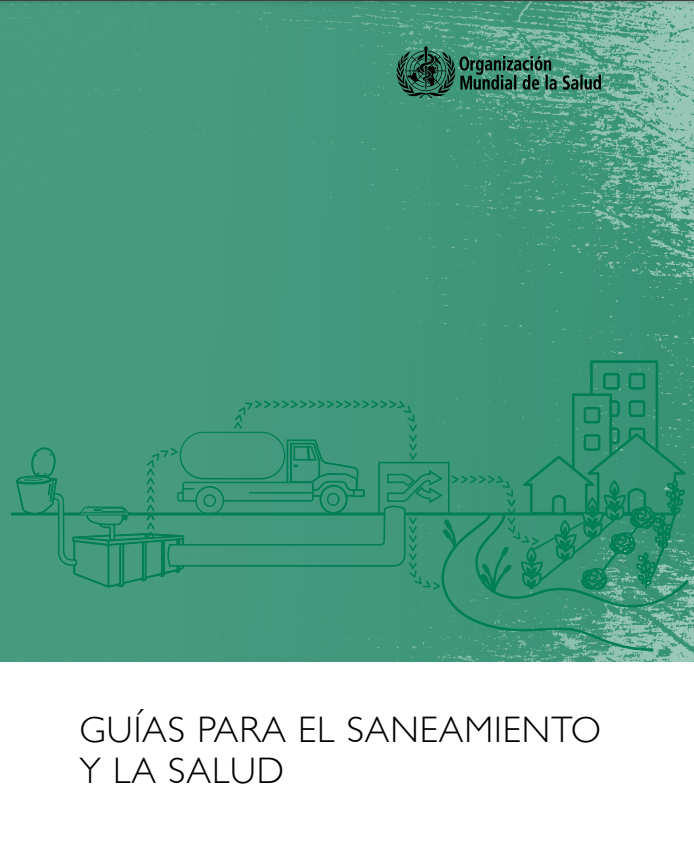 Organización
Mundial de la Salud
GUÍAS PARA EL SANEAMIENTO
Y LA SALUD